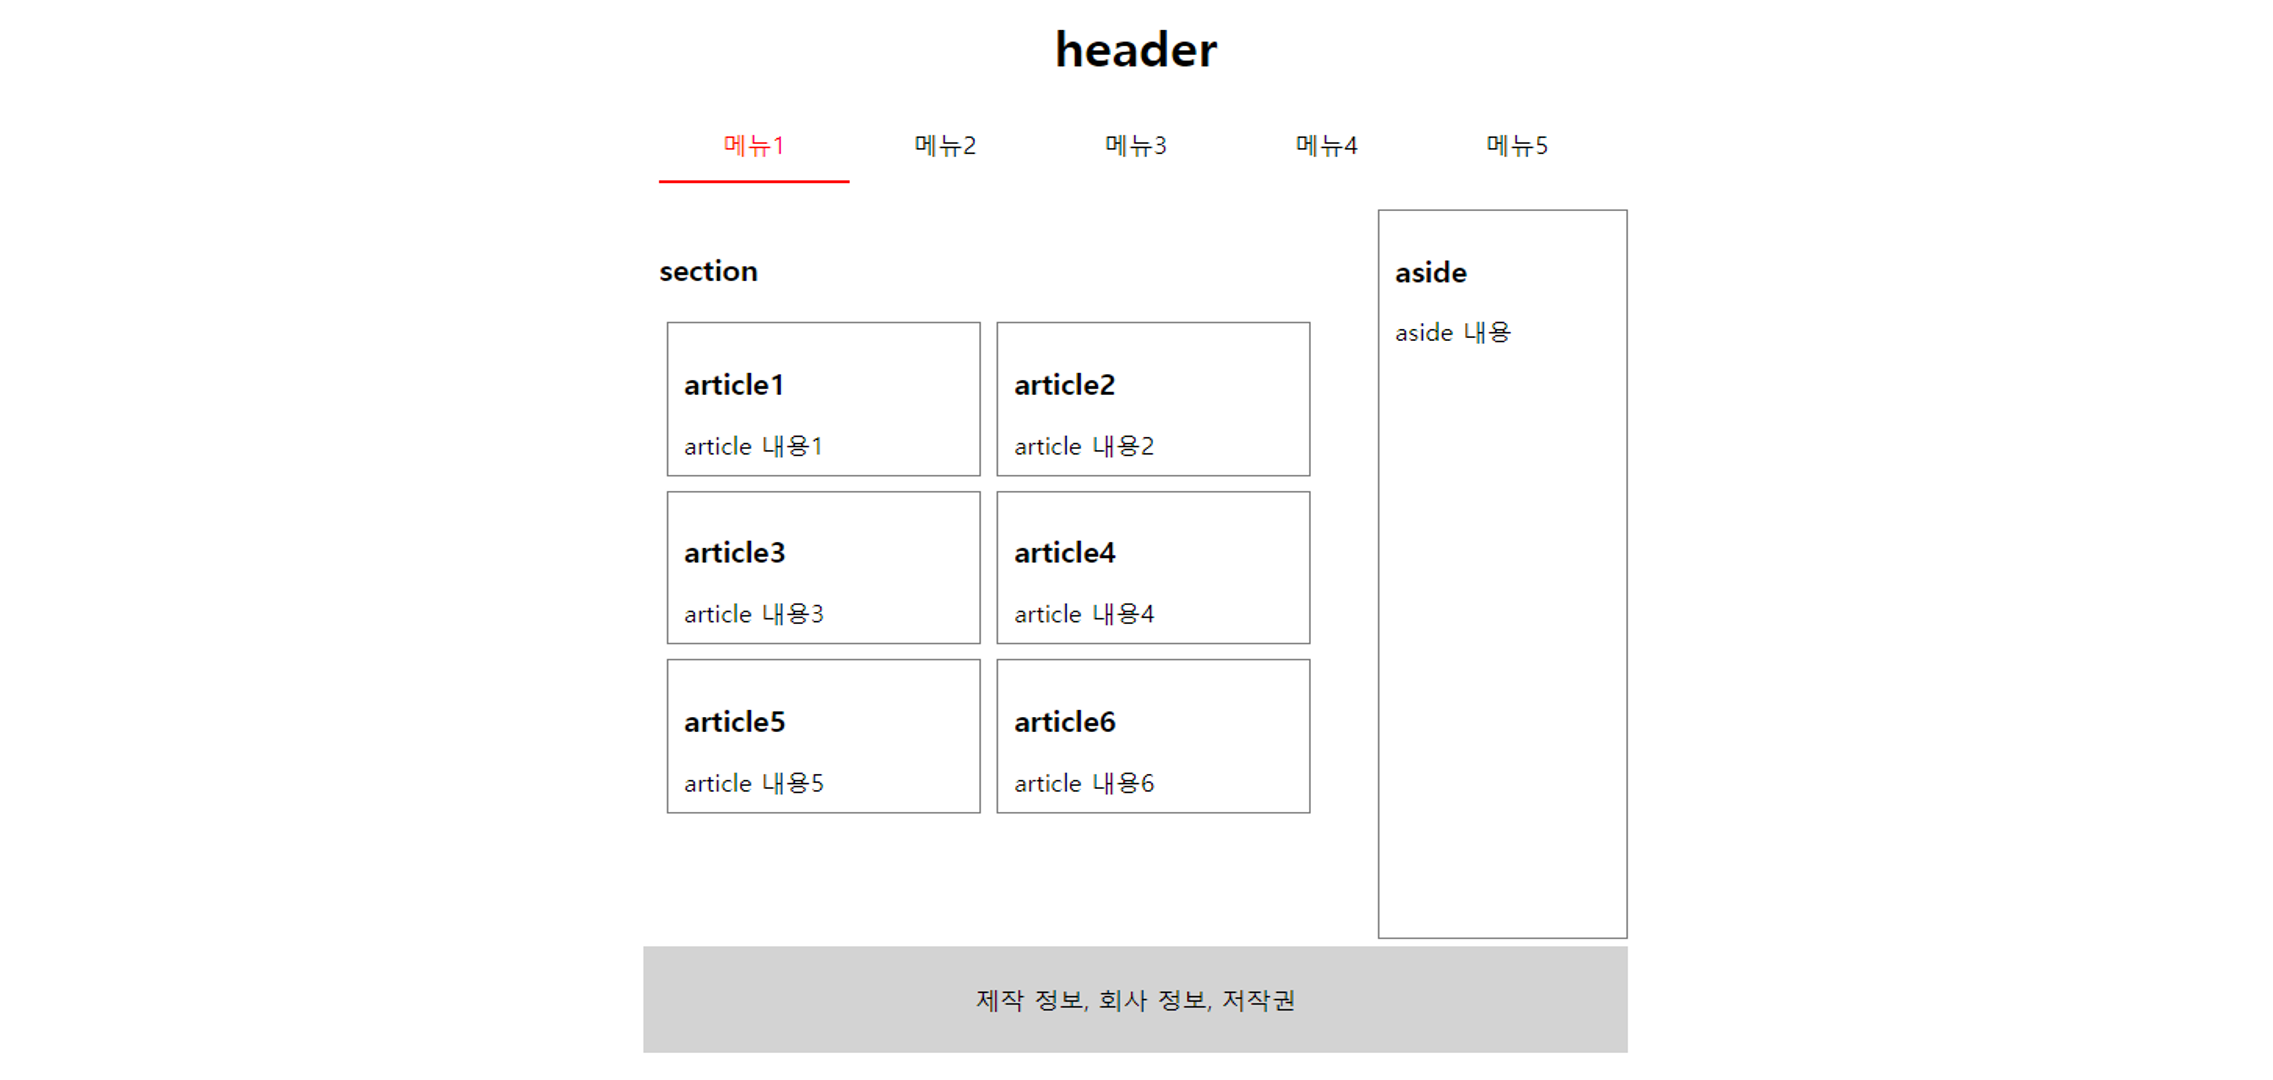 header
메뉴1 메뉴2 메뉴3 메뉴4 메뉴5
section
article1
article 내용1
article2
article 내용2
article3
article 내용3
article4
article 내용4
article5
article 내용5
article6
article 내용6
aside
aside 내용
제작 정보, 회사 정보, 저작권